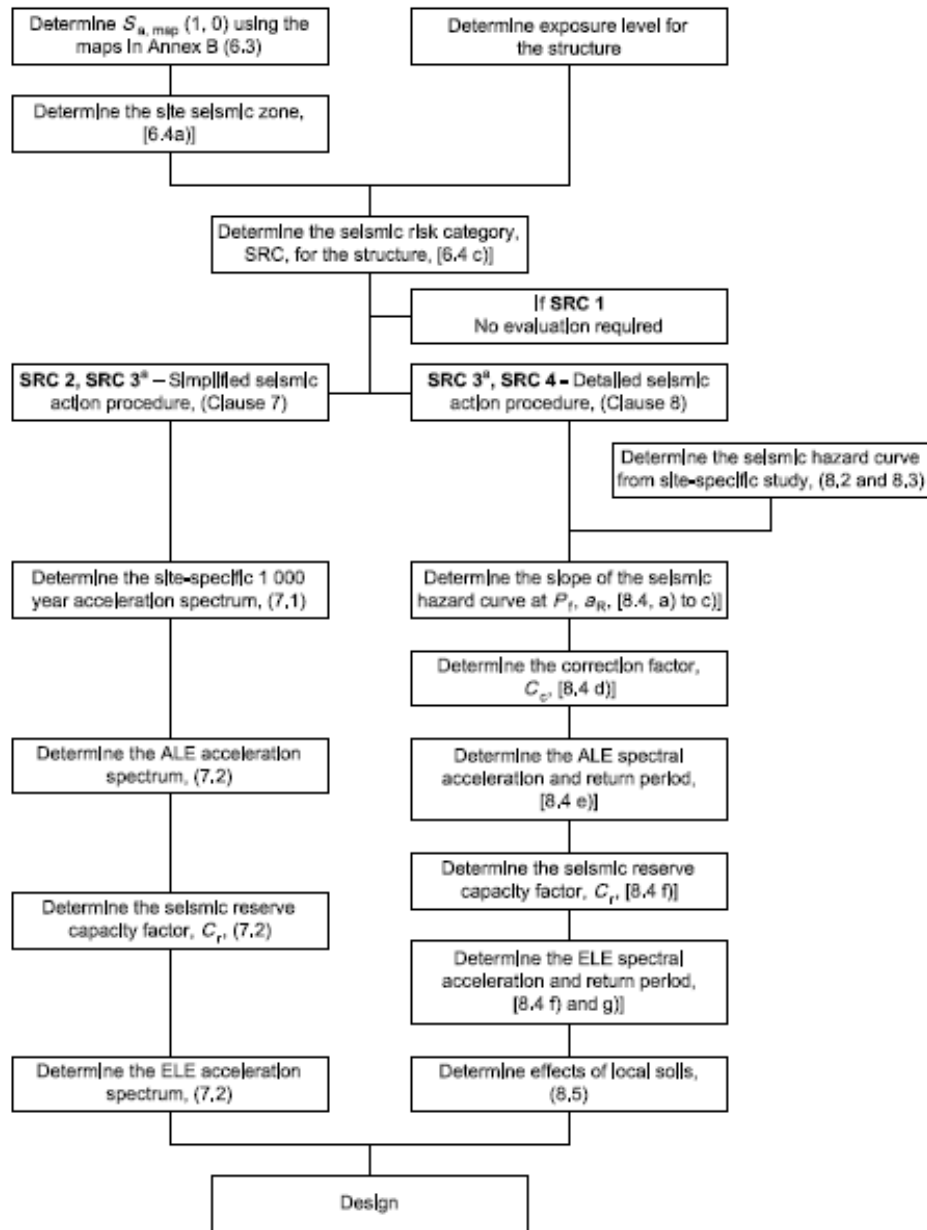 Determine Sa, map (1, 0) using the
maps in Annex B (6.3)
Determine exposure level for
the structure
Determine the site seismic zone,
[6.4a)]
Determine the seismic risk category,
SRC, for the structure, [6.4 c)]
If SRC 1
No evaluation required
SRC 2, SRC 3a – Simplified seismic
action procedure, (Clause 7)
SRC 3a, SRC 4 – Detailed seismic
action procedure, (Clause 8)
Determine the seismic hazard curve
from site-specific study, (8.2 and 8.3)
Determine the site-specific 1 000
year acceleration spectrum, (7.1)
Determine the slope of the seismic
hazard curve at Pf, aR, [8.4, a) to c)]
Determine the correction factor,
Cc, [8.4 d)]
Determine the ALE acceleration
spectrum, (7.2)
Determine the ALE spectral
acceleration and return period,
[8.4 e)]
Determine the seismic reserve
capacity factor, Cr, (7.2)
Determine the seismic reserve
capacity factor, Cr, [8.4 f)]
Determine the ELE spectral
acceleration and return period,
[8.4 f) and g)]
Determine the ELE acceleration
spectrum, (7.2)
Determine effects of local soils,
(8.5)
Design